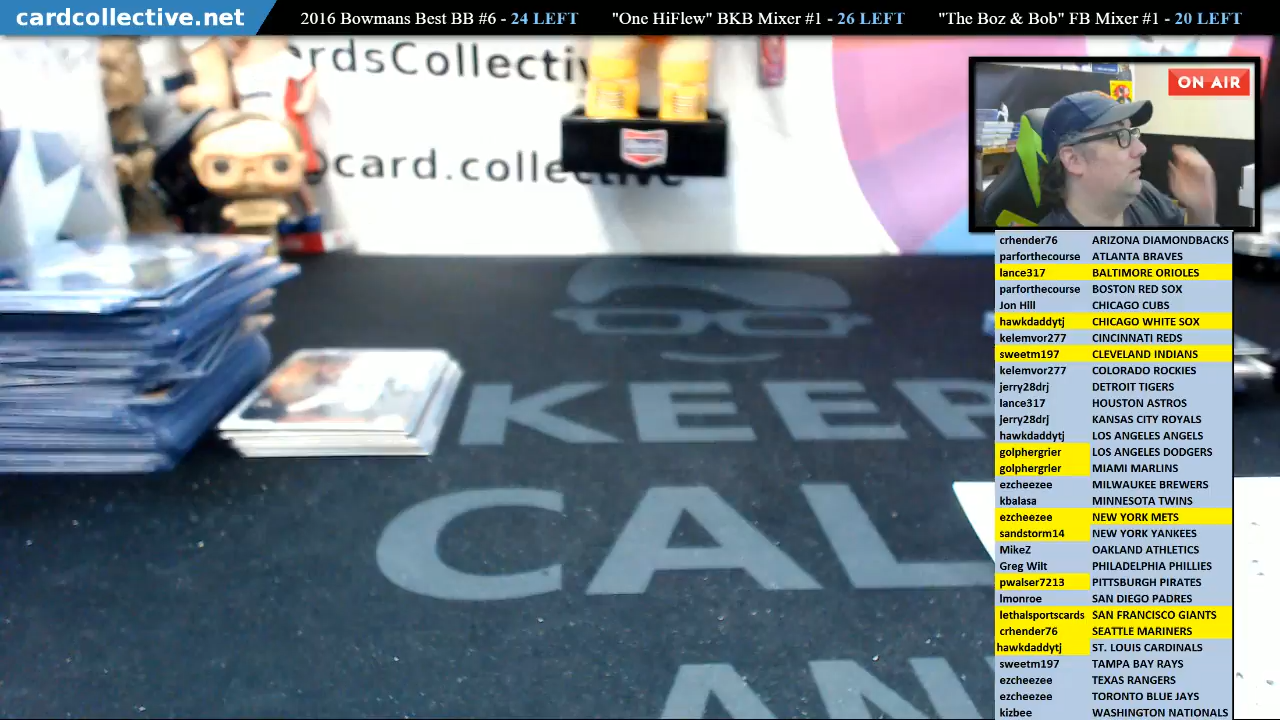 cardcollective.net
2016 Bowmans Best BB #6 - 24 LEFT
"One HiFlew" BKB Mixer #1 - 26 LEFT
"The Boz & Bob" FB Mixer #1 - 20 LEFT
ardsCollectiv
card.collective
ON AIR
KEEP
CAL
AN
crhender76 ARIZONA DIAMONDBACKS
parforthecourse ATLANTA BRAVES
lance317 BALTIMORE ORIOLES
parforthecourse BOSTON RED SOX
Jon Hill CHICAGO CUBS
hawkdaddytj CHICAGO WHITE SOX
kelemvor277 CINCINNATI REDS
sweetm197 CLEVELAND INDIANS
kelemvor277 COLORADO ROCKIES
jerry28drj DETROIT TIGERS
lance317 HOUSTON ASTROS
jerry28drj KANSAS CITY ROYALS
hawkdaddytj LOS ANGELES ANGELS
golphergrier LOS ANGELES DODGERS
golphergrier MIAMI MARLINS
ezcheezee MILWAUKEE BREWERS
kbalasa MINNESOTA TWINS
ezcheezee NEW YORK METS
sandstorm14 NEW YORK YANKEES
MikeZ OAKLAND ATHLETICS
Greg Wilt PHILADELPHIA PHILLIES
pwalser7213 PITTSBURGH PIRATES
lmonroe SAN DIEGO PADRES
lethalsportscards SAN FRANCISCO GIANTS
crhender76 SEATTLE MARINERS
hawkdaddytj ST. LOUIS CARDINALS
sweetm197 TAMPA BAY RAYS
ezcheezee TEXAS RANGERS
ezcheezee TORONTO BLUE JAYS
kizbee WASHINGTON NATIONALS